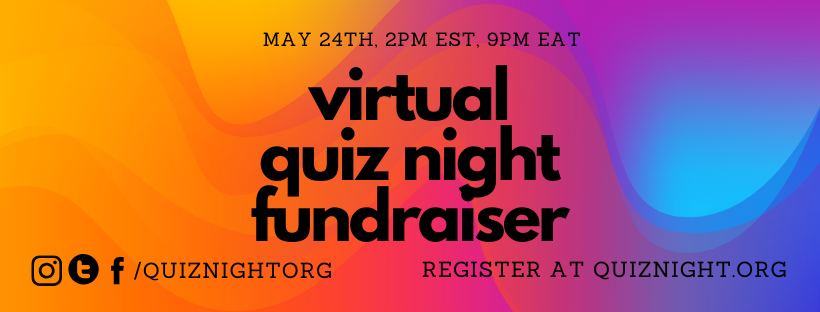 MAY 24TH, 2PM EST, 9PM EAT
virtual
quiz night
fundraiser
/QUIZNIGHTORG
REGISTER AT QUIZNIGHT.ORG